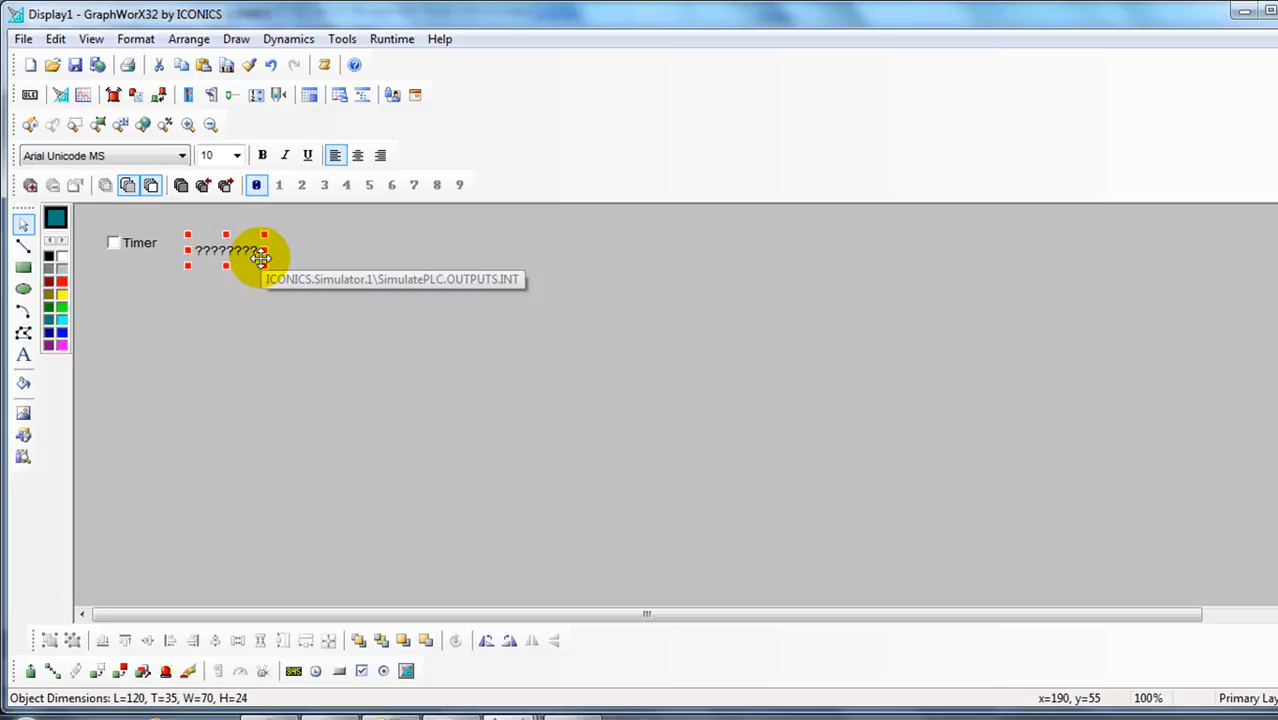 Display1 - GraphWorX32 by ICONICS
File Edit View Format Arrange Draw Dynamics Tools Runtime Help
OLE
Arial Unicode MS 10 B I U
0 1 2 3 4 5 6 7 8 9
Timer ????????
ICONICS.Simulator.1\SimulatePLC.OUTPUTS.INT
A
Object Dimensions: L=120, T=35, W=70, H=24 x=190, y=55 100% Primary Lay